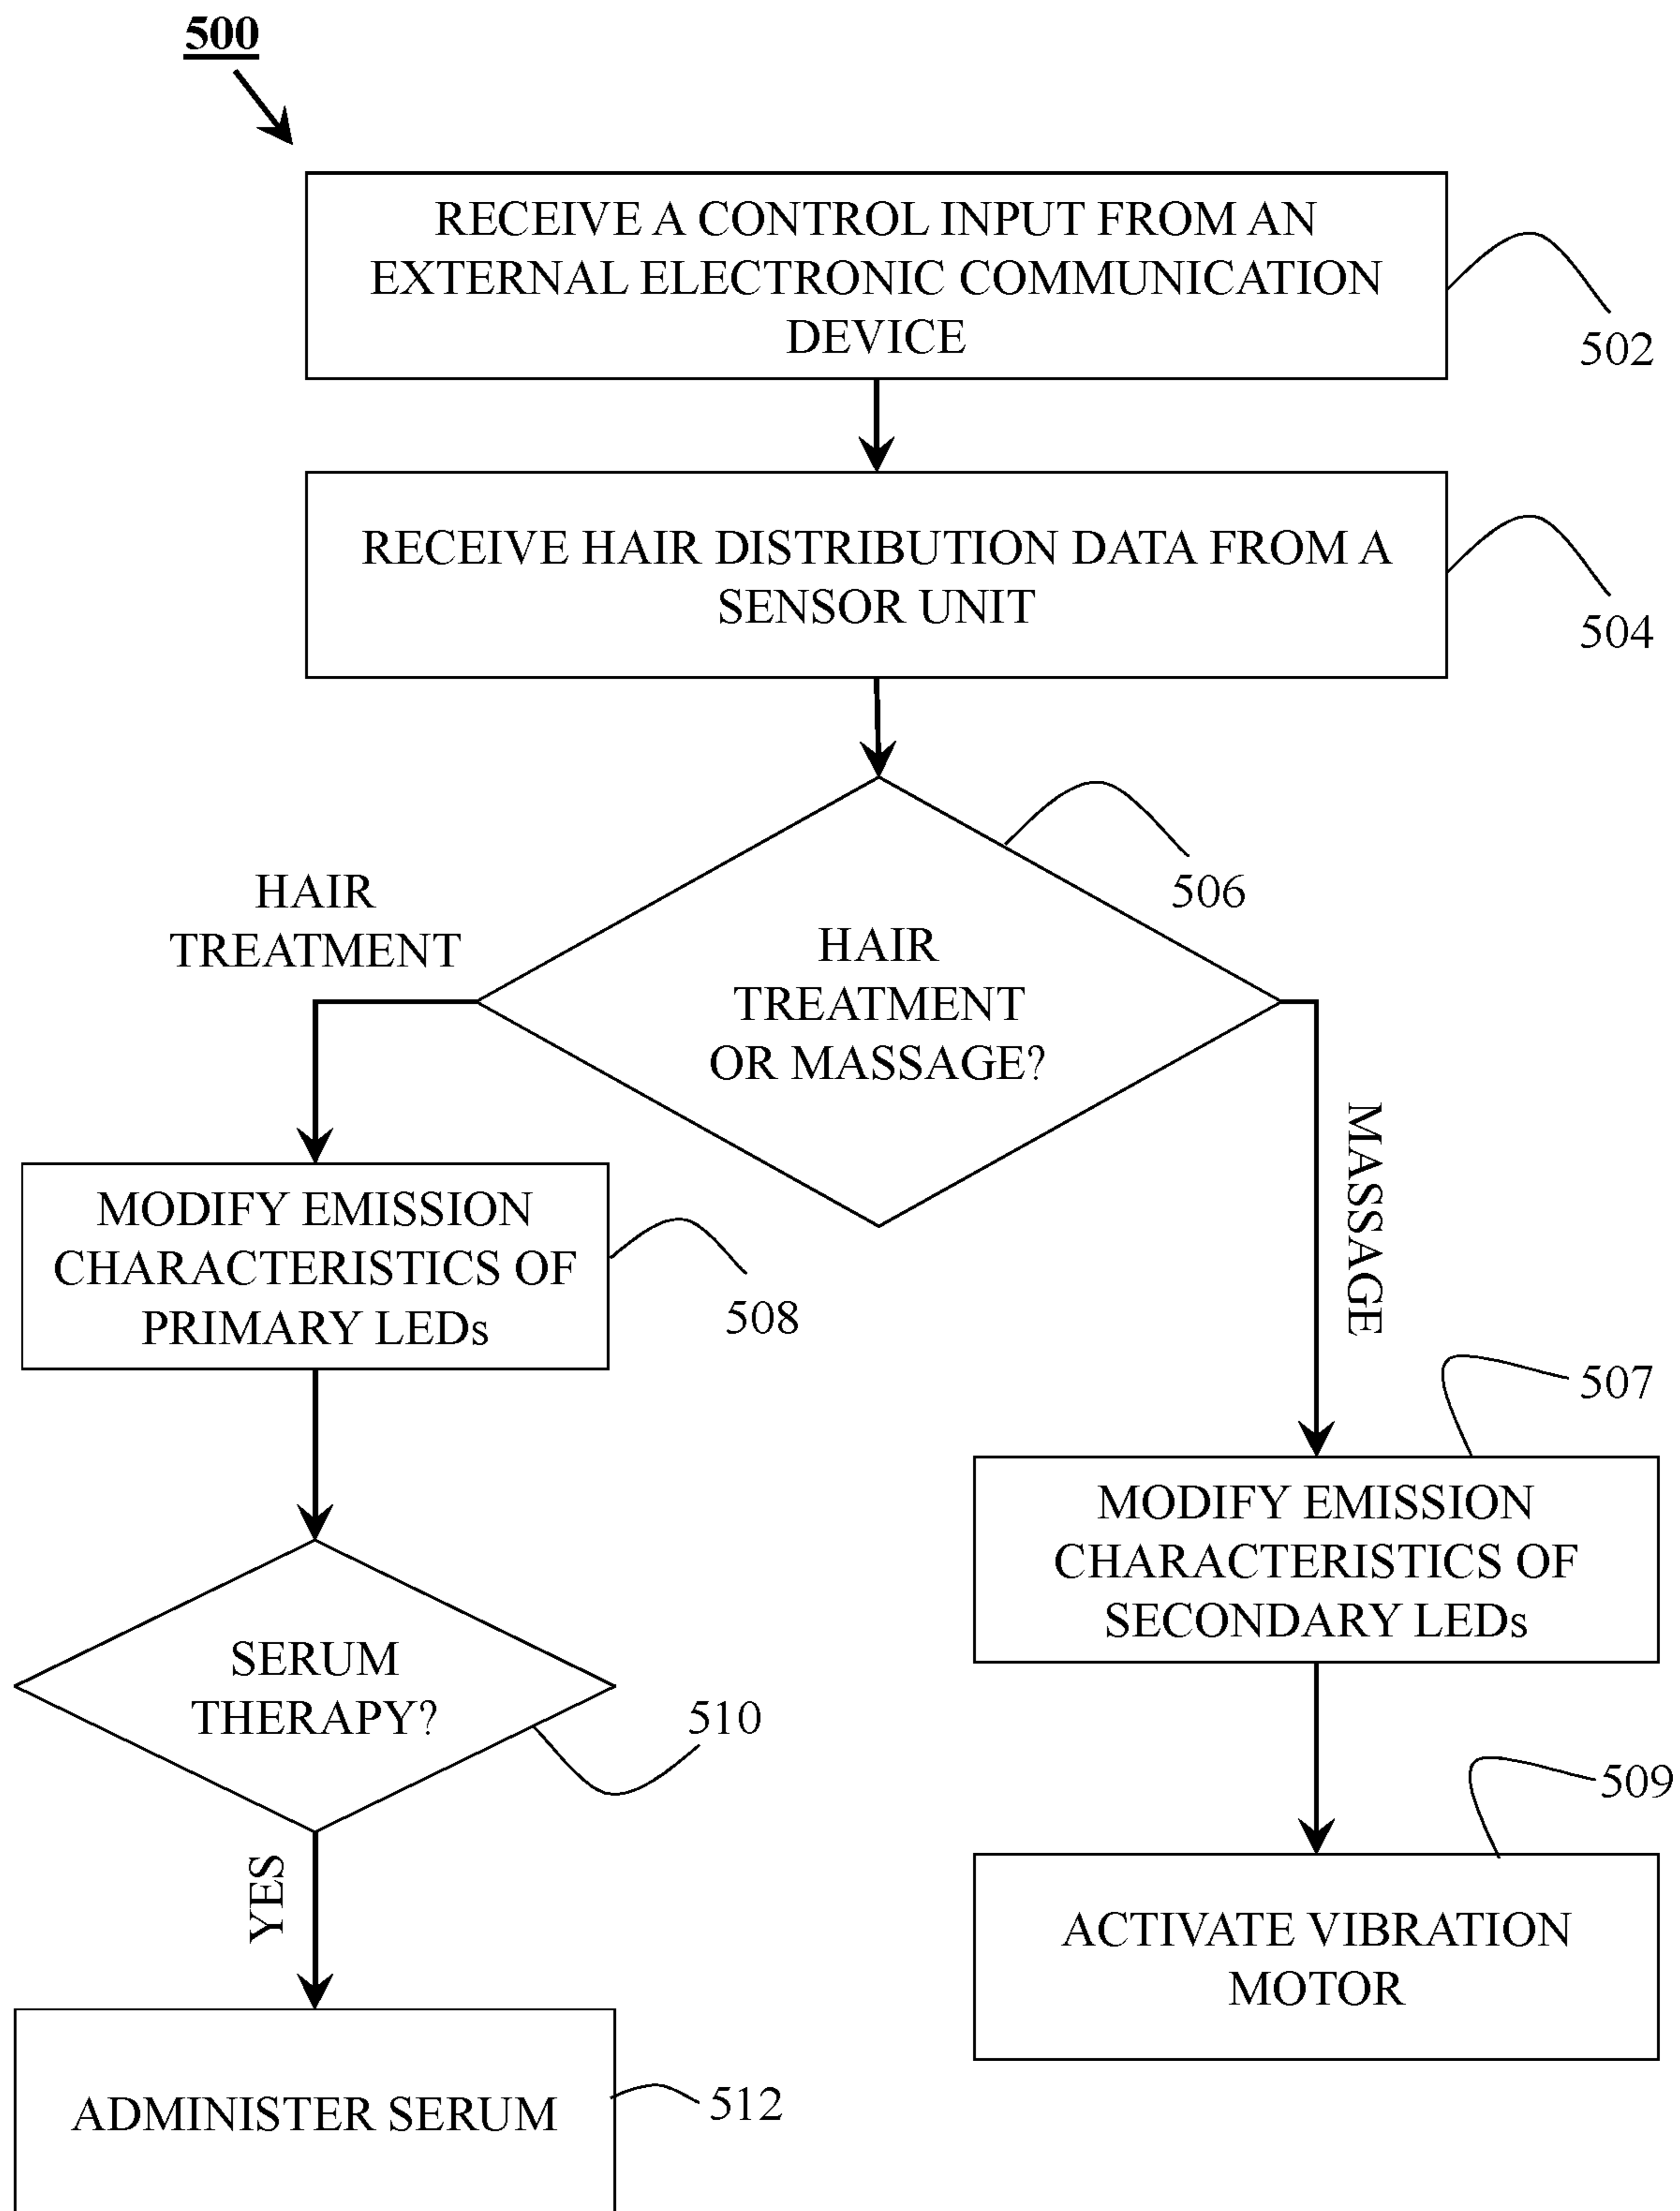 500
RECEIVE A CONTROL INPUT FROM AN
EXTERNAL ELECTRONIC COMMUNICATION
DEVICE
502
RECEIVE HAIR DISTRIBUTION DATA FROM A
SENSOR UNIT
504
506
HAIR
TREATMENT
OR MASSAGE?
HAIR
TREATMENT
MASSAGE
MODIFY EMISSION
CHARACTERISTICS OF
PRIMARY LEDs
508
507
MODIFY EMISSION
CHARACTERISTICS OF
SECONDARY LEDs
SERUM
THERAPY?
510
YES
509
ACTIVATE VIBRATION
MOTOR
ADMINISTER SERUM
512